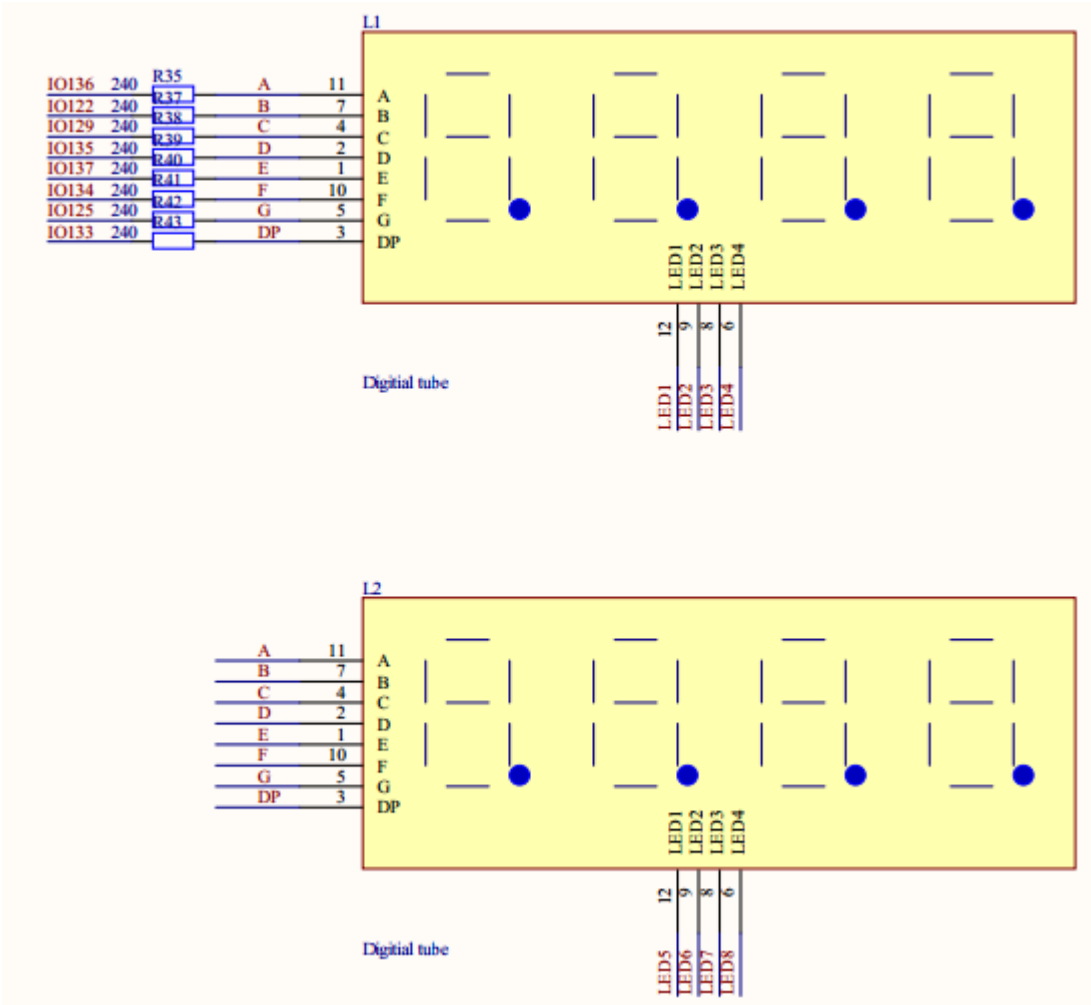 L1
R35
IO136 240 A 11 A
R37
IO122 240 B 7 B
R38
IO129 240 C 4 C
R39
IO135 240 D 2 D
R40
IO137 240 E 1 E
R41
IO134 240 F 10 F
R42
IO125 240 G 5 G
R43
IO133 240 DP 3 DP
LED1 LED2 LED3 LED4
12 9 8 6
LED1 LED2 LED3 LED4
Digitial tube
L2
A 11 A
B 7 B
C 4 C
D 2 D
E 1 E
F 10 F
G 5 G
DP 3 DP
LED1 LED2 LED3 LED4
12 9 8 6
LED5 LED6 LED7 LED8
Digitial tube